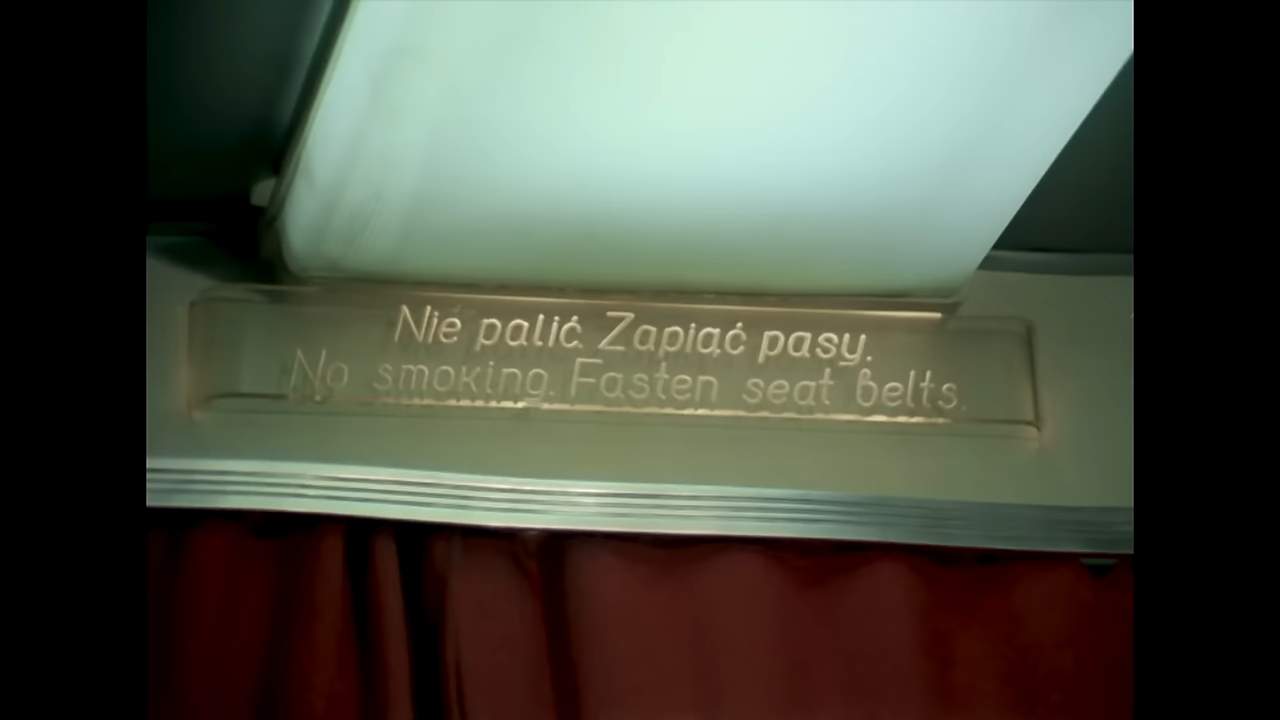 Nie palić. Zapiąć pasy.
No smoking. Fasten seat belts.